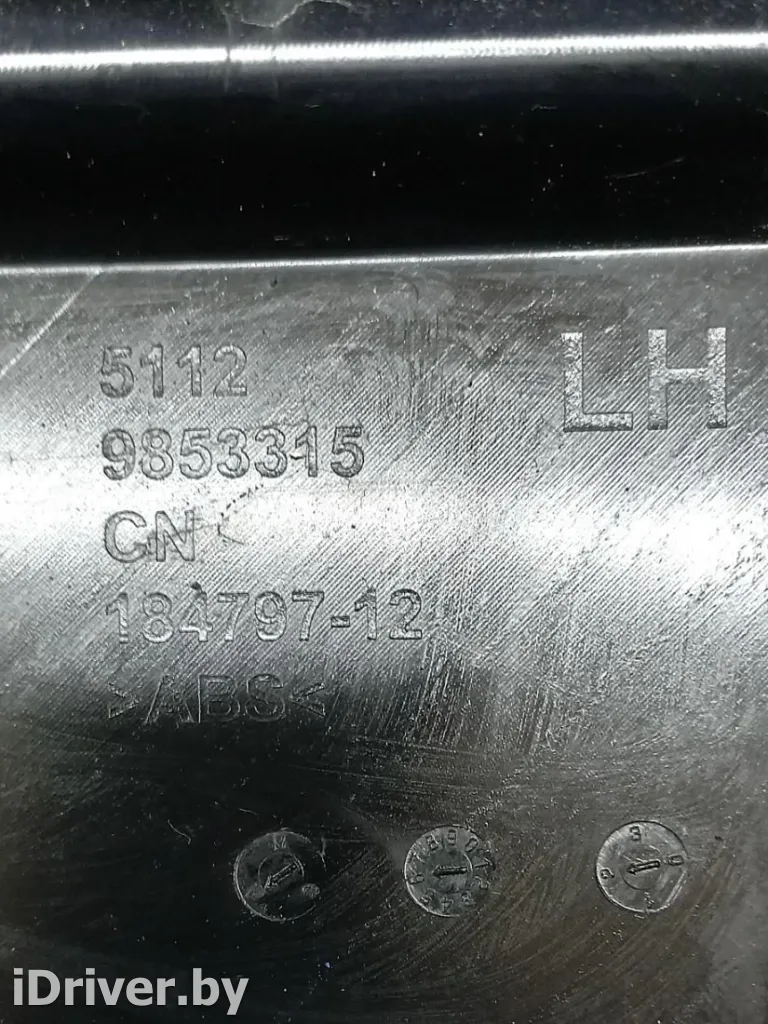 5112
LH
9853315
CN
184797-12
>ABS<
iDriver.by